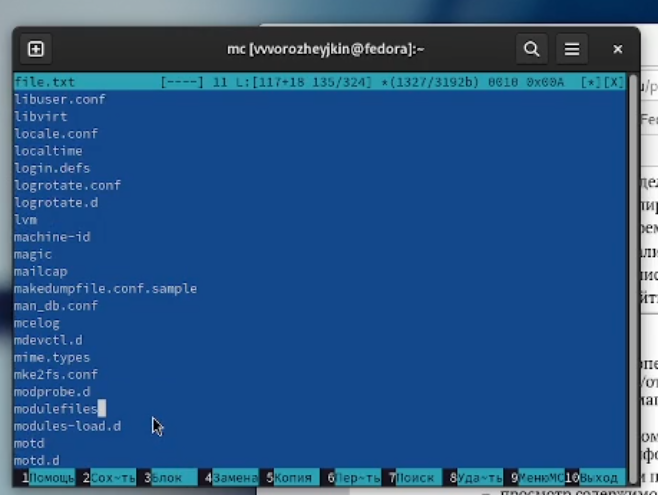 mc [vvvorozheyjkin@fedora]:~
file.txt [----] 11 L:[117+18 135/324] *(1327/3192b) 0010 0x00A [*][X]
libuser.conf
libvirt
locale.conf
localtime
login.defs
logrotate.conf
logrotate.d
lvm
machine-id
magic
mailcap
makedumpfile.conf.sample
man_db.conf
mcelog
mdevctl.d
mime.types
mke2fs.conf
modprobe.d
modulefiles
modules-load.d
motd
motd.d
1Помощь 2Сох~ть 3Блок 4Замена 5Копия 6Пер~ть 7Поиск 8Уда~ть 9МенюMC 10Выход